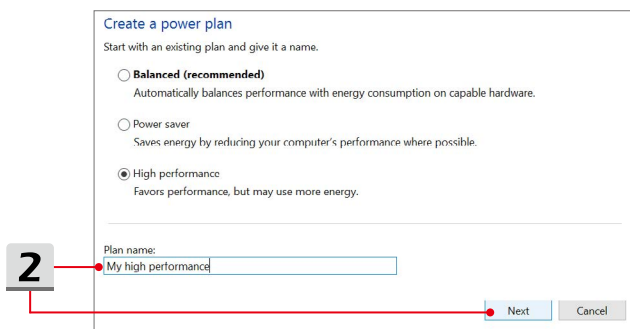 Create a power plan
Start with an existing plan and give it a name.
Balanced (recommended)
Automatically balances performance with energy consumption on capable hardware.
Power saver
Saves energy by reducing your computer's performance where possible.
High performance
Favors performance, but may use more energy.
Plan name:
My high performance
2
Next Cancel